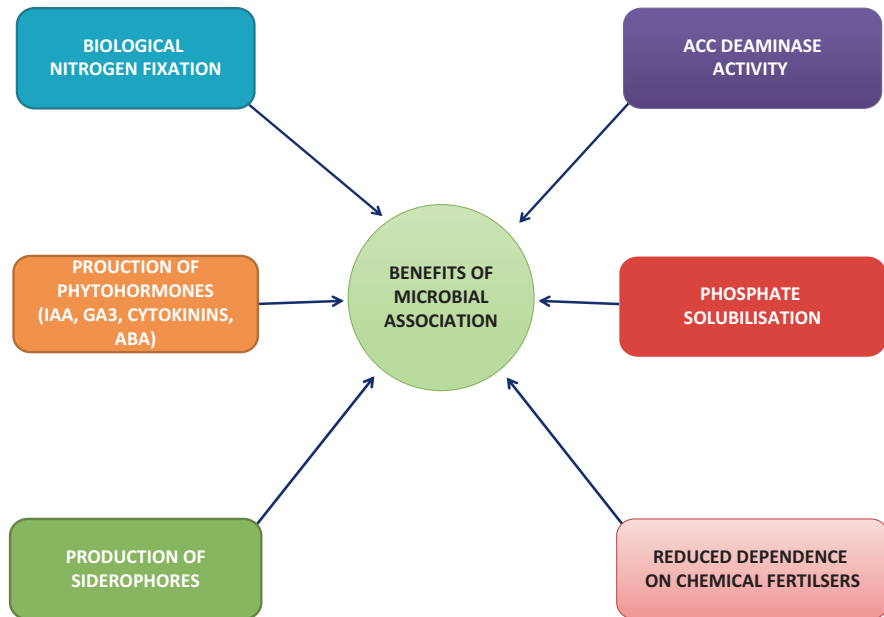 BIOLOGICAL
NITROGEN FIXATION
ACC DEAMINASE
ACTIVITY
PROUCTION OF
PHYTOHORMONES
(IAA, GA3, CYTOKININS,
ABA)
BENEFITS OF
MICROBIAL
ASSOCIATION
PHOSPHATE
SOLUBILISATION
PRODUCTION OF
SIDEROPHORES
REDUCED DEPENDENCE
ON CHEMICAL FERTILSERS